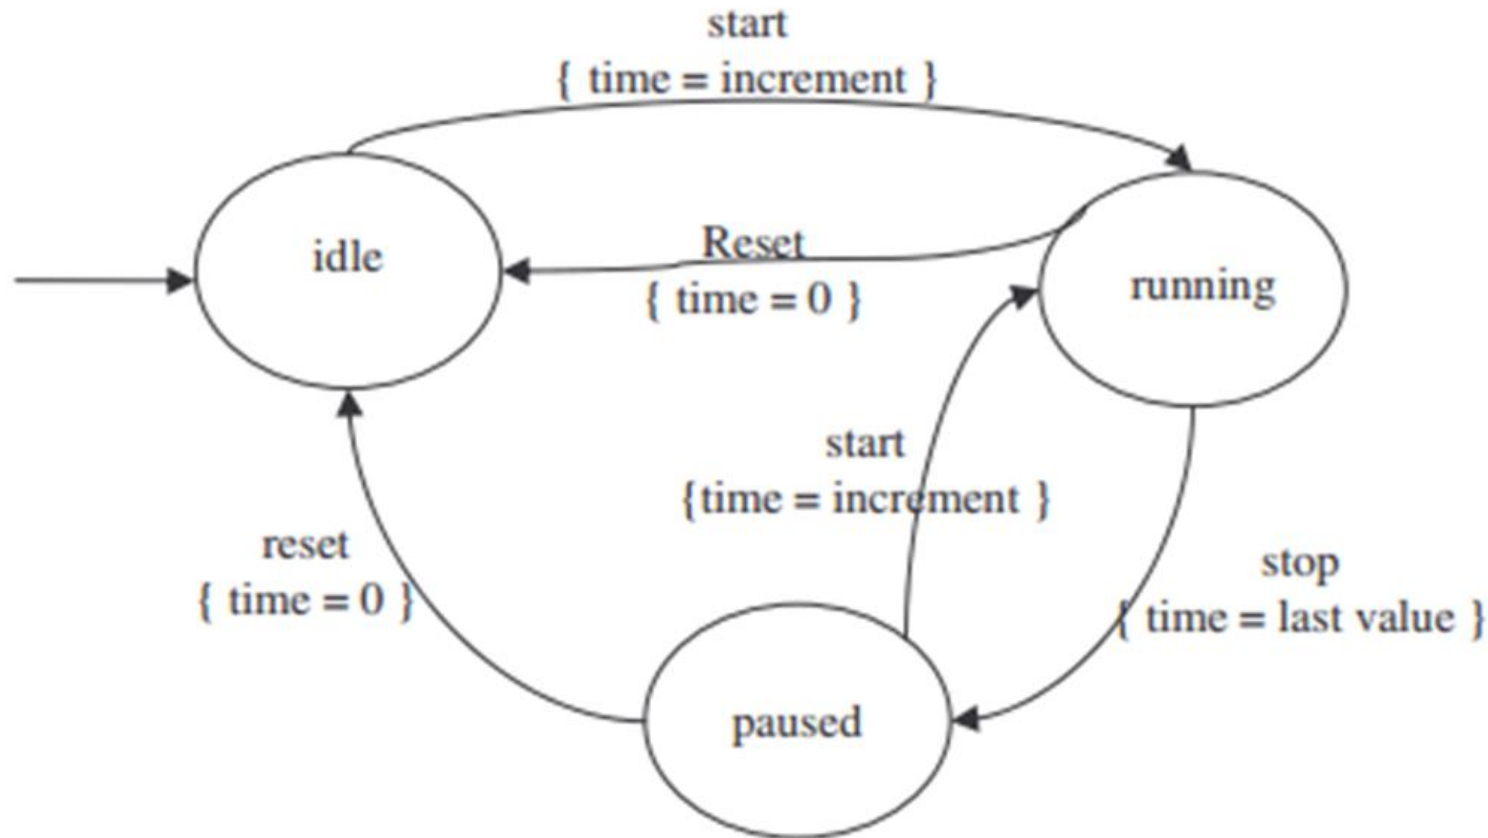 start
{ time = increment }
idle
Reset
{ time = 0 }
running
start
{time = increment }
reset
{ time = 0 }
stop
{ time = last value }
paused